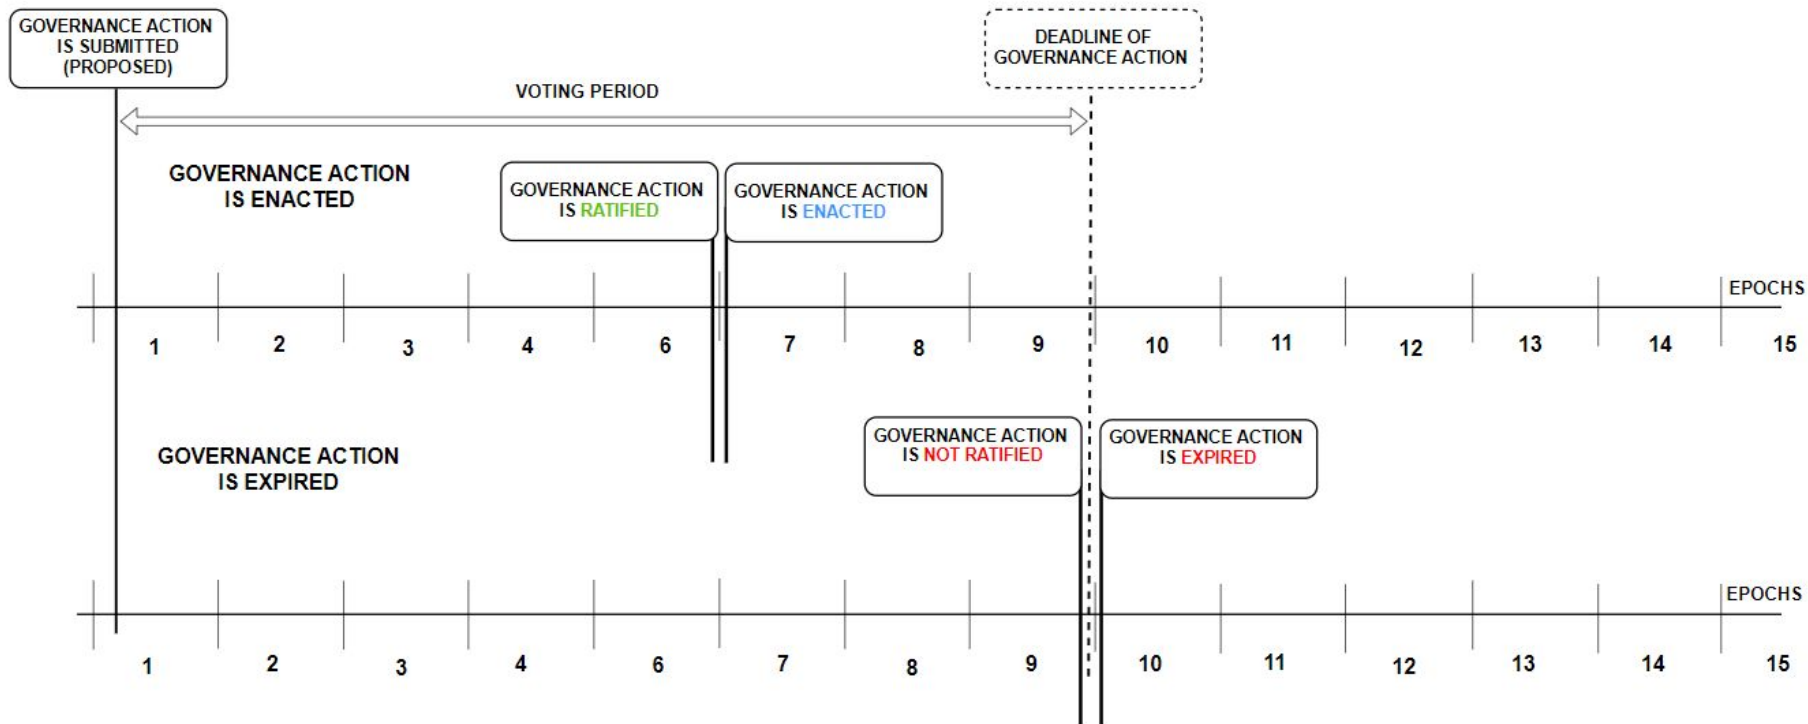 GOVERNANCE ACTION
IS SUBMITTED
(PROPOSED)
DEADLINE OF
GOVERNANCE ACTION
VOTING PERIOD
GOVERNANCE ACTION
IS ENACTED
GOVERNANCE ACTION
IS RATIFIED
GOVERNANCE ACTION
IS ENACTED
EPOCHS
1 2 3 4 6 7 8 9 10 11 12 13 14 15
GOVERNANCE ACTION
IS EXPIRED
GOVERNANCE ACTION
IS NOT RATIFIED
GOVERNANCE ACTION
IS EXPIRED
EPOCHS
1 2 3 4 6 7 8 9 10 11 12 13 14 15